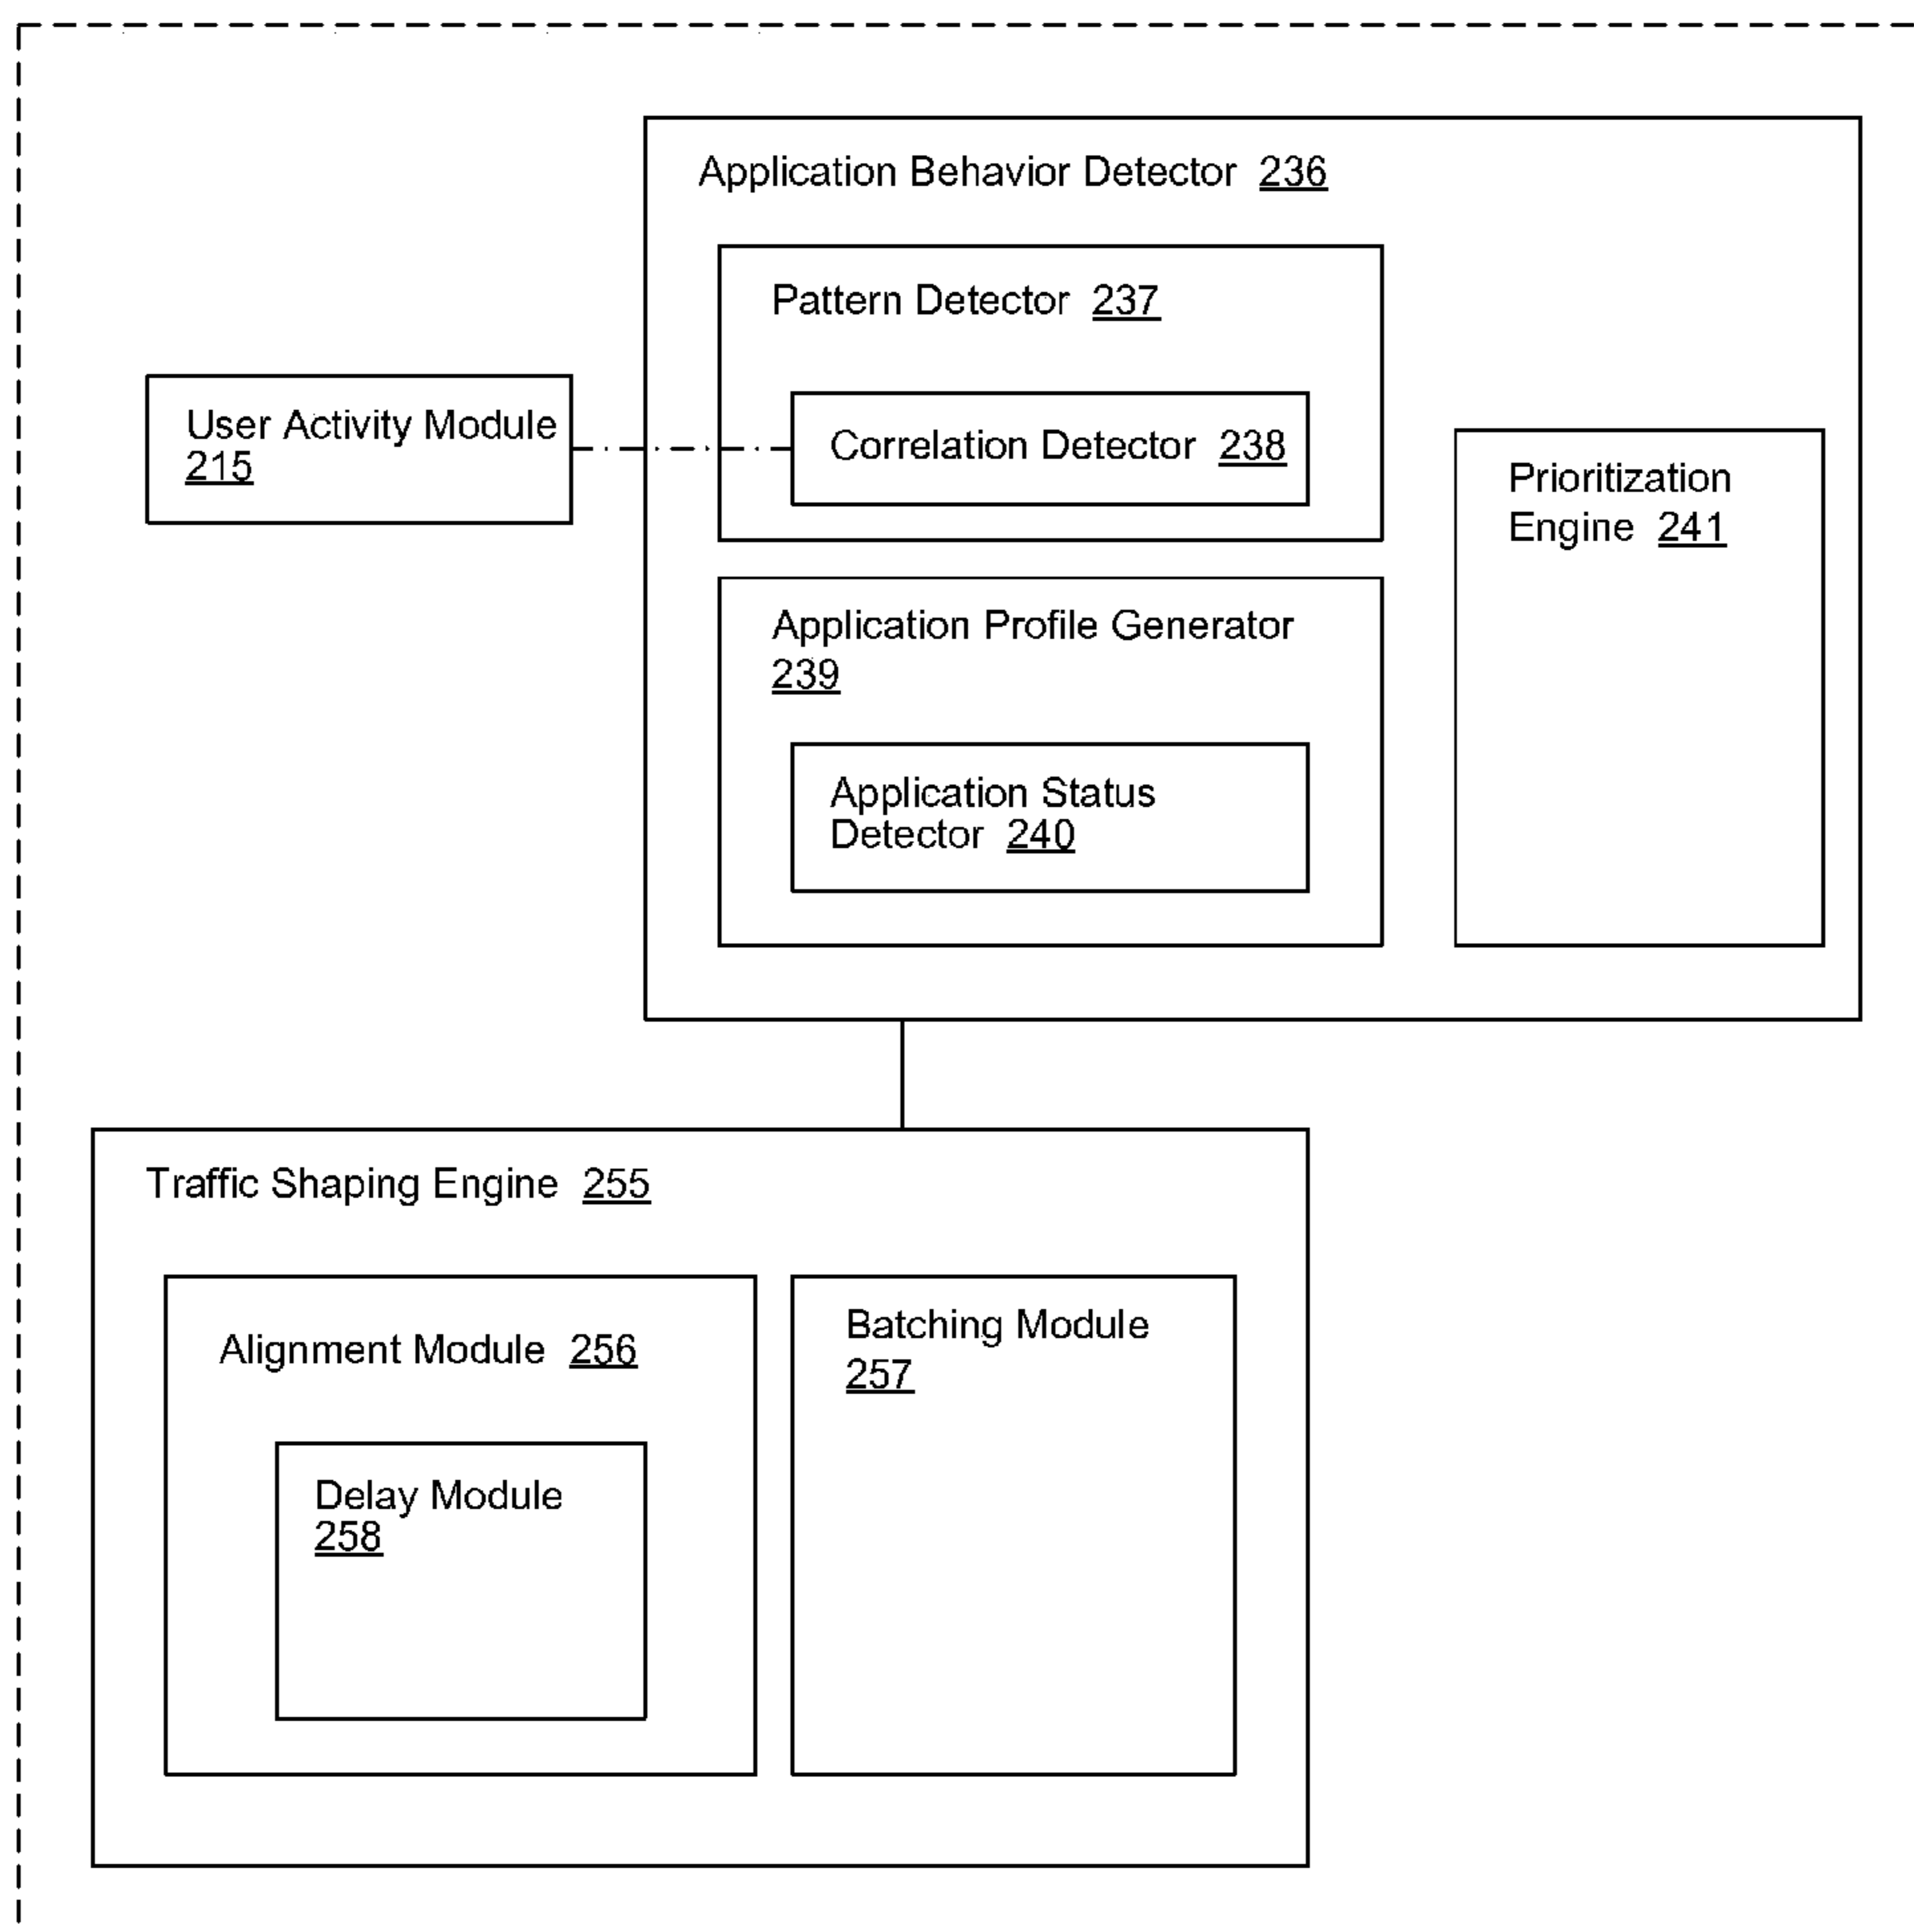 Application Behavior Detector 236
Pattern Detector 237
User Activity Module
215
Correlation Detector 238
Prioritization
Engine 241
Application Profile Generator
239
Application Status
Detector 240
Traffic Shaping Engine 255
Alignment Module 256
Batching Module
257
Delay Module
258